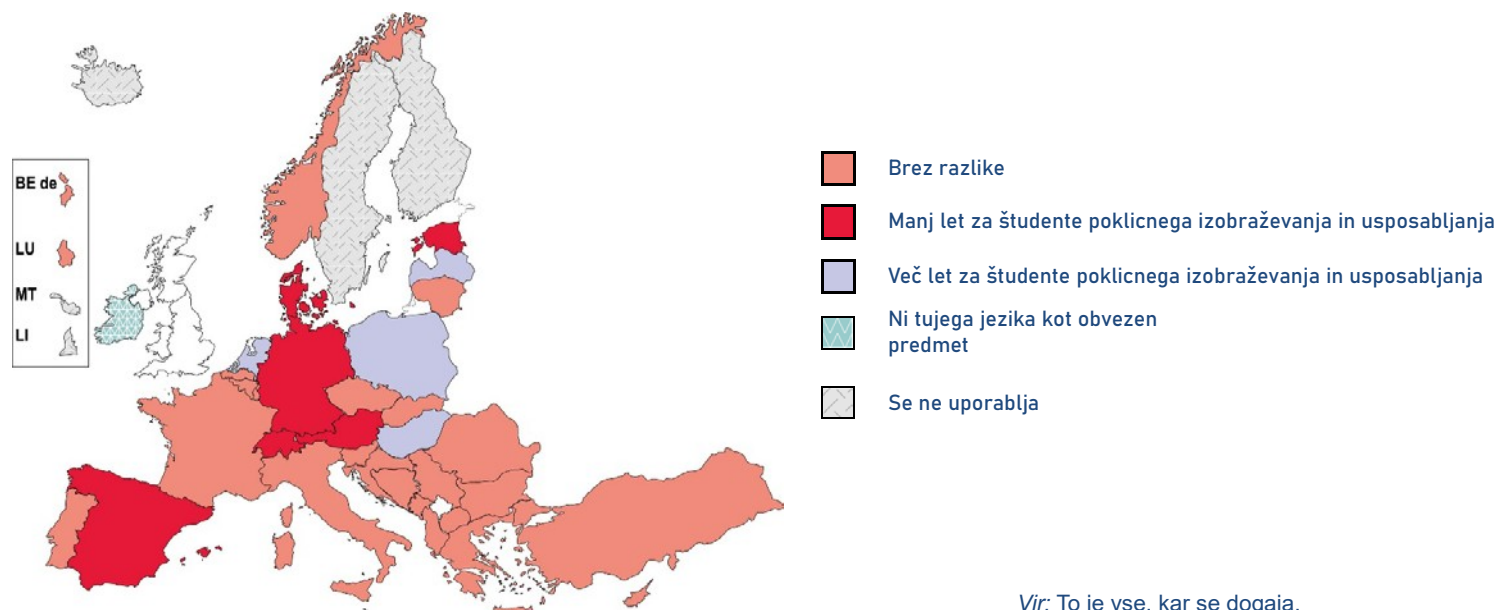 BE de
LU
MT
LI
Brez razlike
Manj let za študente poklicnega izobraževanja in usposabljanja
Več let za študente poklicnega izobraževanja in usposabljanja
Ni tujega jezika kot obvezen
predmet
Se ne uporablja
Vir: To je vse, kar se dogaja.